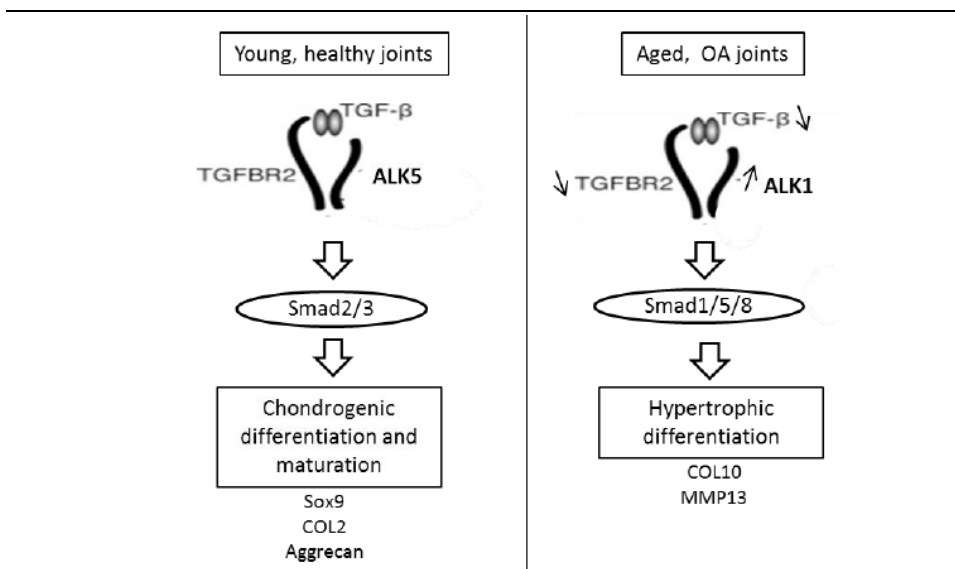 Young, healthy joints
TGF-β
TGFBR2
ALK5
Smad2/3
Chondrogenic
differentiation and
maturation
Sox9
COL2
Aggrecan
Aged, OA joints
TGF-β ↘
↘ TGFBR2
↗ ALK1
Smad1/5/8
Hypertrophic
differentiation
COL10
MMP13